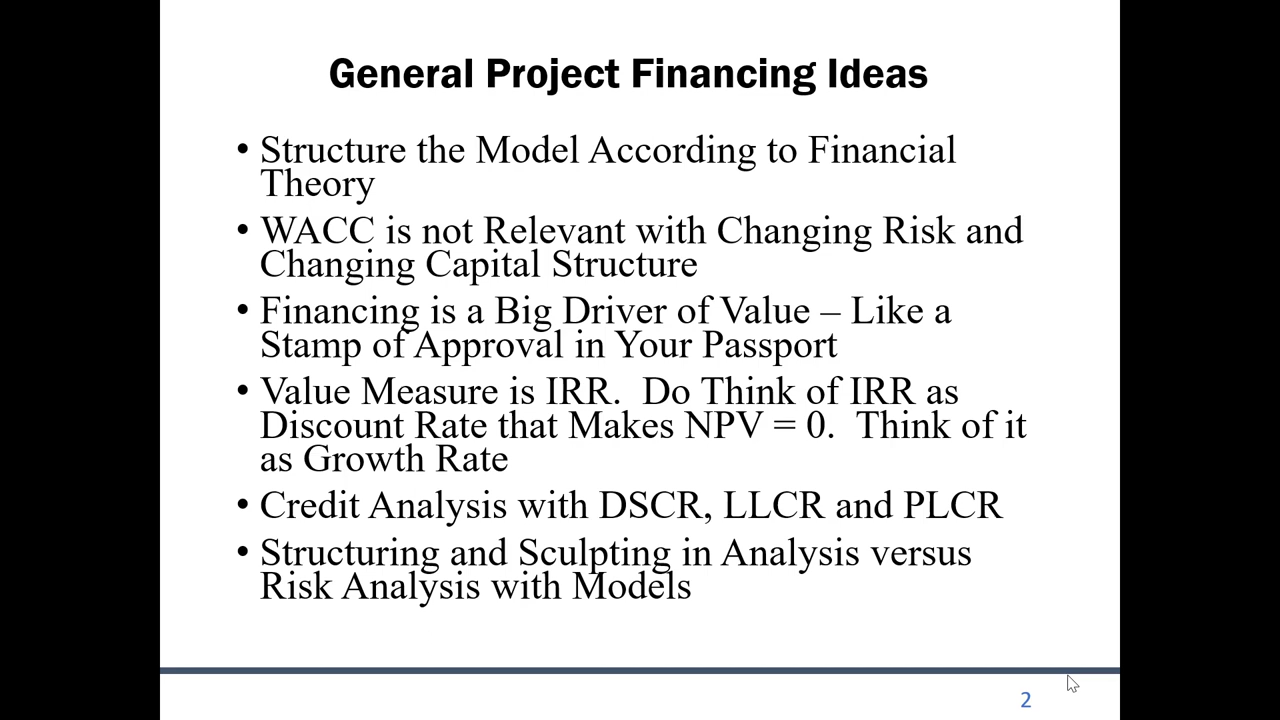 General Project Financing Ideas
• Structure the Model According to Financial
Theory
• WACC is not Relevant with Changing Risk and
Changing Capital Structure
• Financing is a Big Driver of Value – Like a
Stamp of Approval in Your Passport
• Value Measure is IRR.  Do Think of IRR as
Discount Rate that Makes NPV = 0.  Think of it
as Growth Rate
• Credit Analysis with DSCR, LLCR and PLCR
• Structuring and Sculpting in Analysis versus
Risk Analysis with Models
2